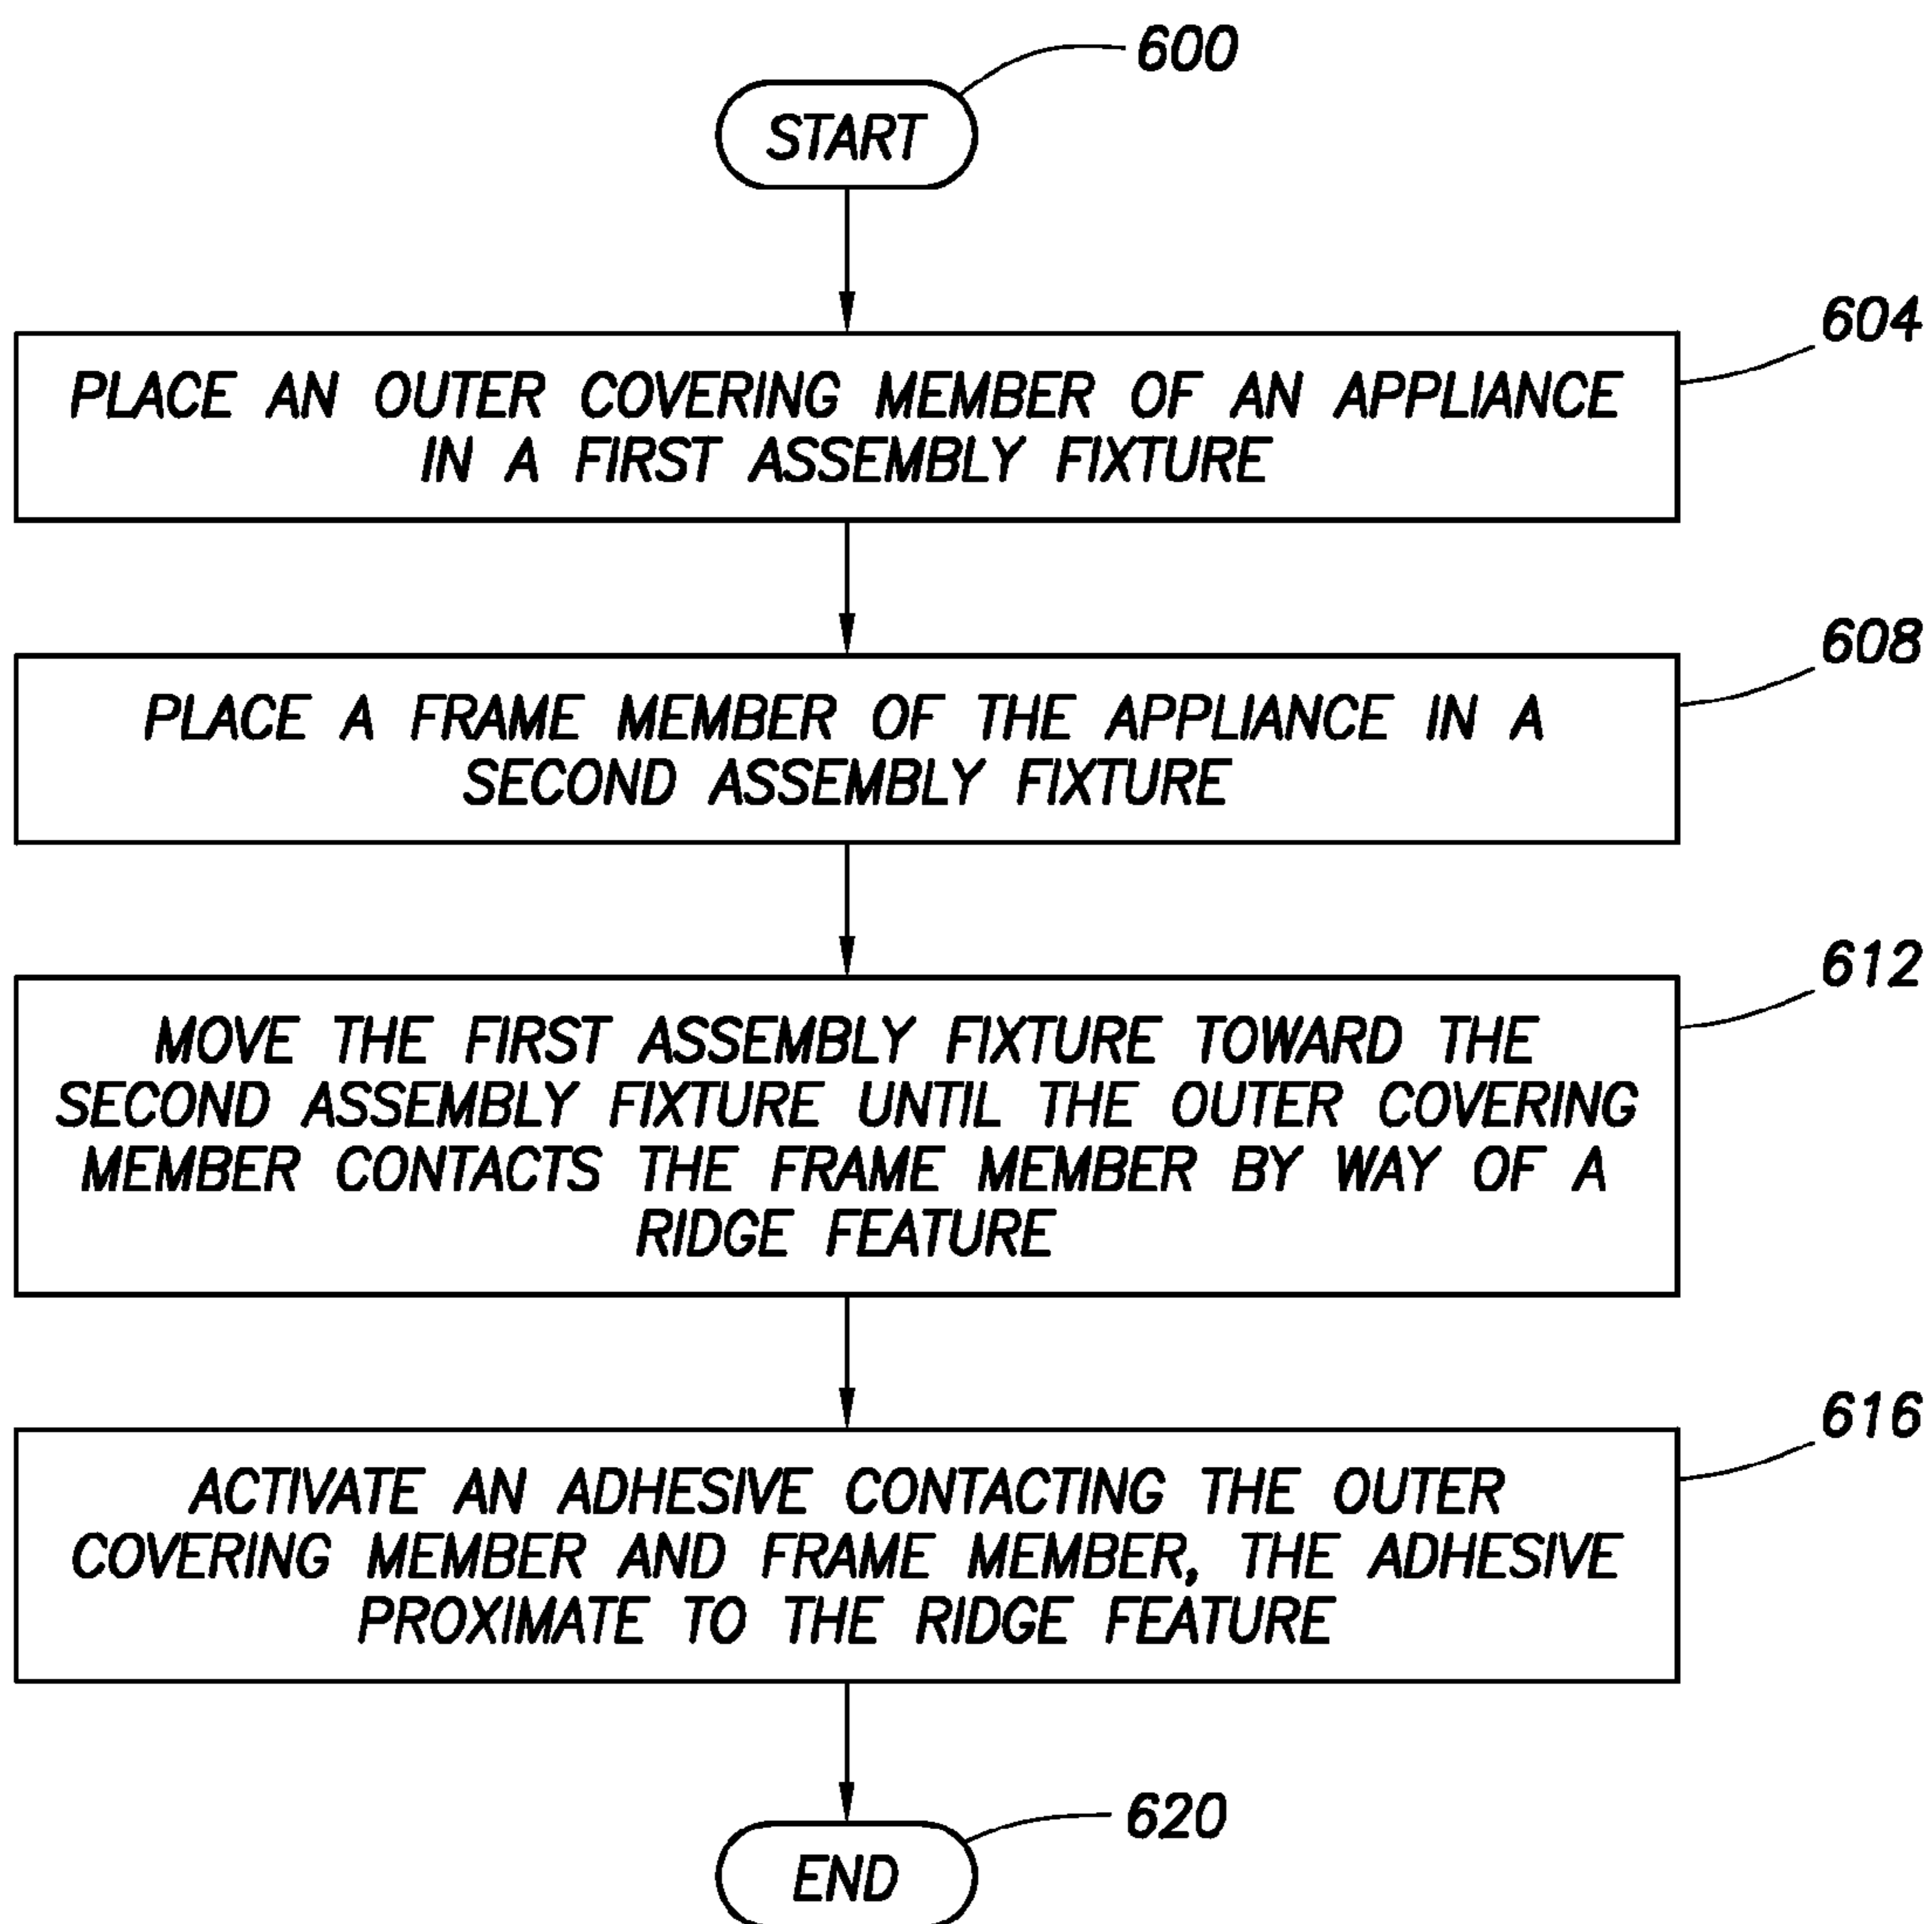 600
START
604
PLACE AN OUTER COVERING MEMBER OF AN APPLIANCE
IN A FIRST ASSEMBLY FIXTURE
608
PLACE A FRAME MEMBER OF THE APPLIANCE IN A
SECOND ASSEMBLY FIXTURE
612
MOVE THE FIRST ASSEMBLY FIXTURE TOWARD THE
SECOND ASSEMBLY FIXTURE UNTIL THE OUTER COVERING
MEMBER CONTACTS THE FRAME MEMBER BY WAY OF A
RIDGE FEATURE
616
ACTIVATE AN ADHESIVE CONTACTING THE OUTER
COVERING MEMBER AND FRAME MEMBER, THE ADHESIVE
PROXIMATE TO THE RIDGE FEATURE
620
END